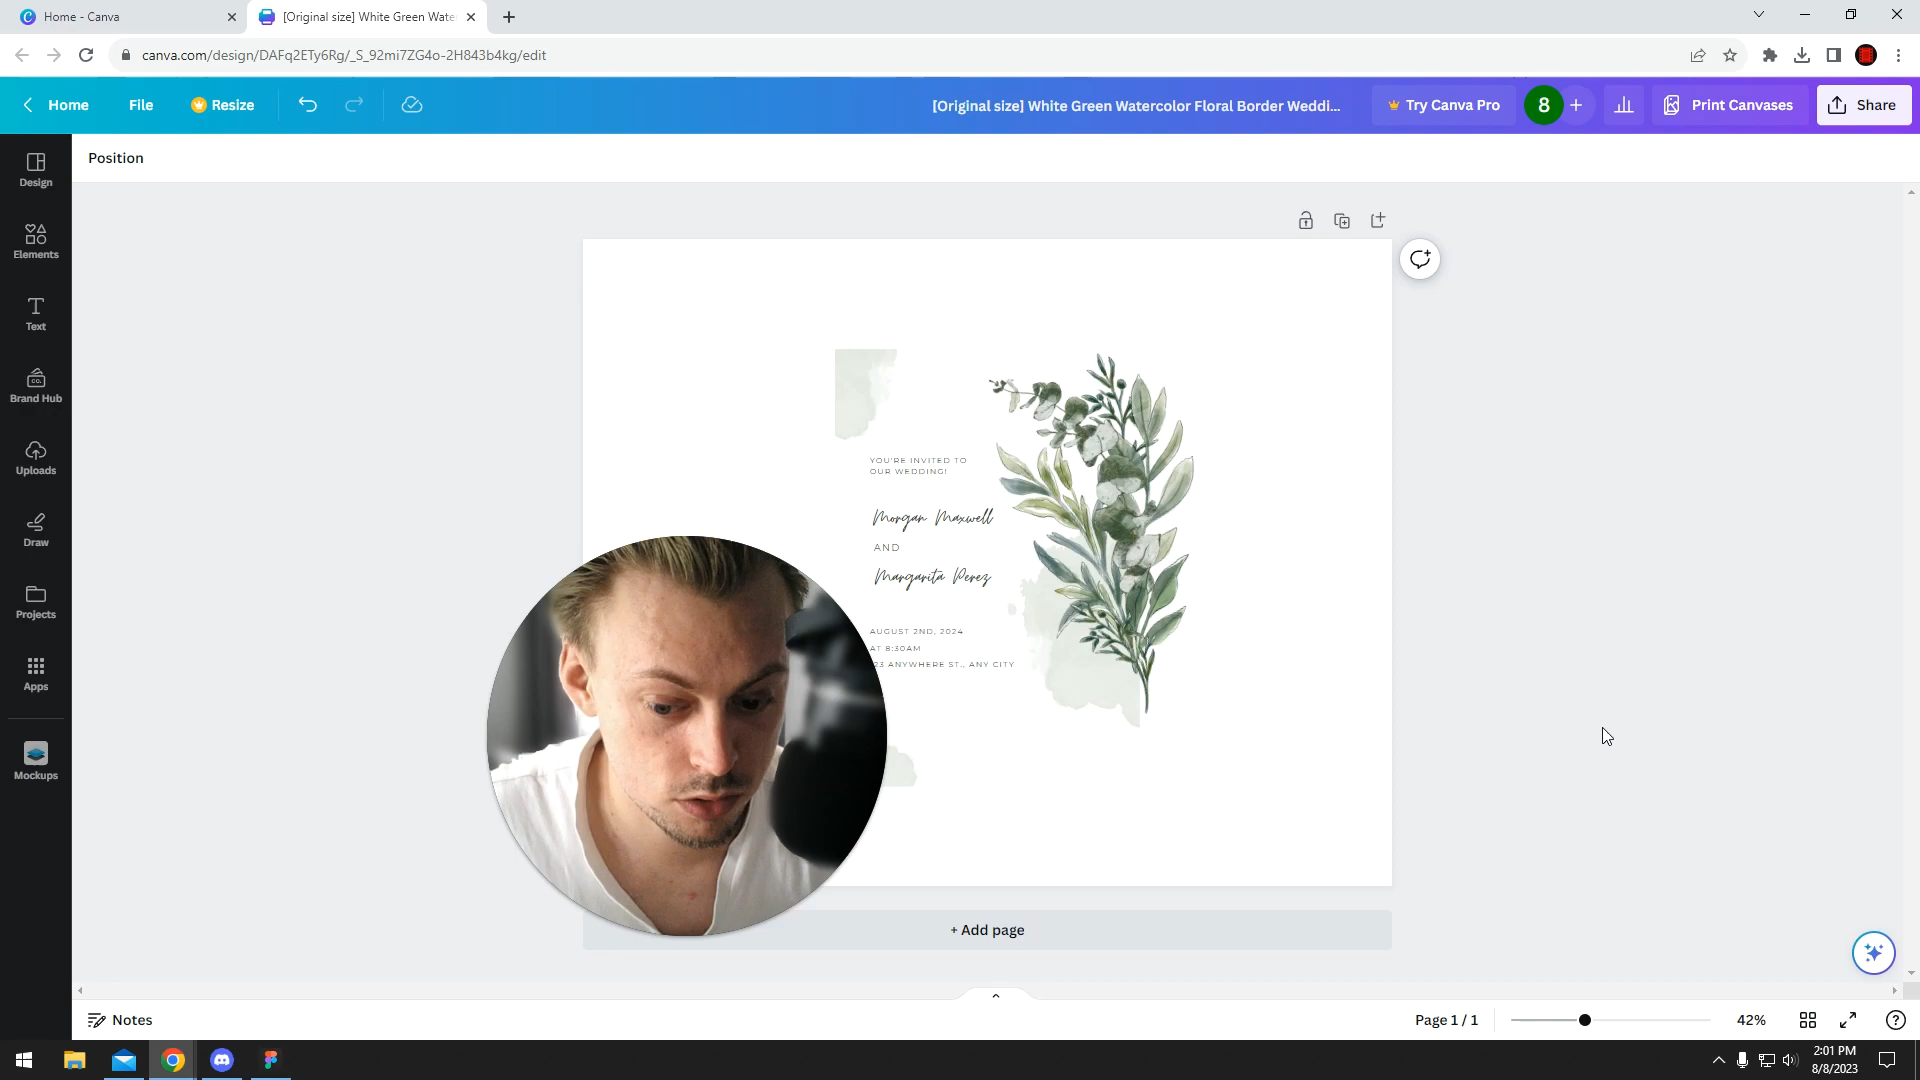 Home - Canva
[Original size] White Green Wate
canva.com/design/DAFq2ETy6Rg/_S_92mi7ZG4o-2H843b4kg/edit
Home
File
Resize
[Original size] White Green Watercolor Floral Border Weddi...
Try Canva Pro
8
Print Canvases
Share
Position
Design
Elements
Text
CO.
Brand Hub
Uploads
Draw
Projects
Apps
Mockups
YOU'RE INVITED TO
OUR WEDDING!
Morgan Maxwell
AND
Margarita Perez
AUGUST 2ND, 2024
AT 8:30AM
23 ANYWHERE ST., ANY CITY
+ Add page
Notes
Page 1 / 1
42%
2:01 PM
8/8/2023